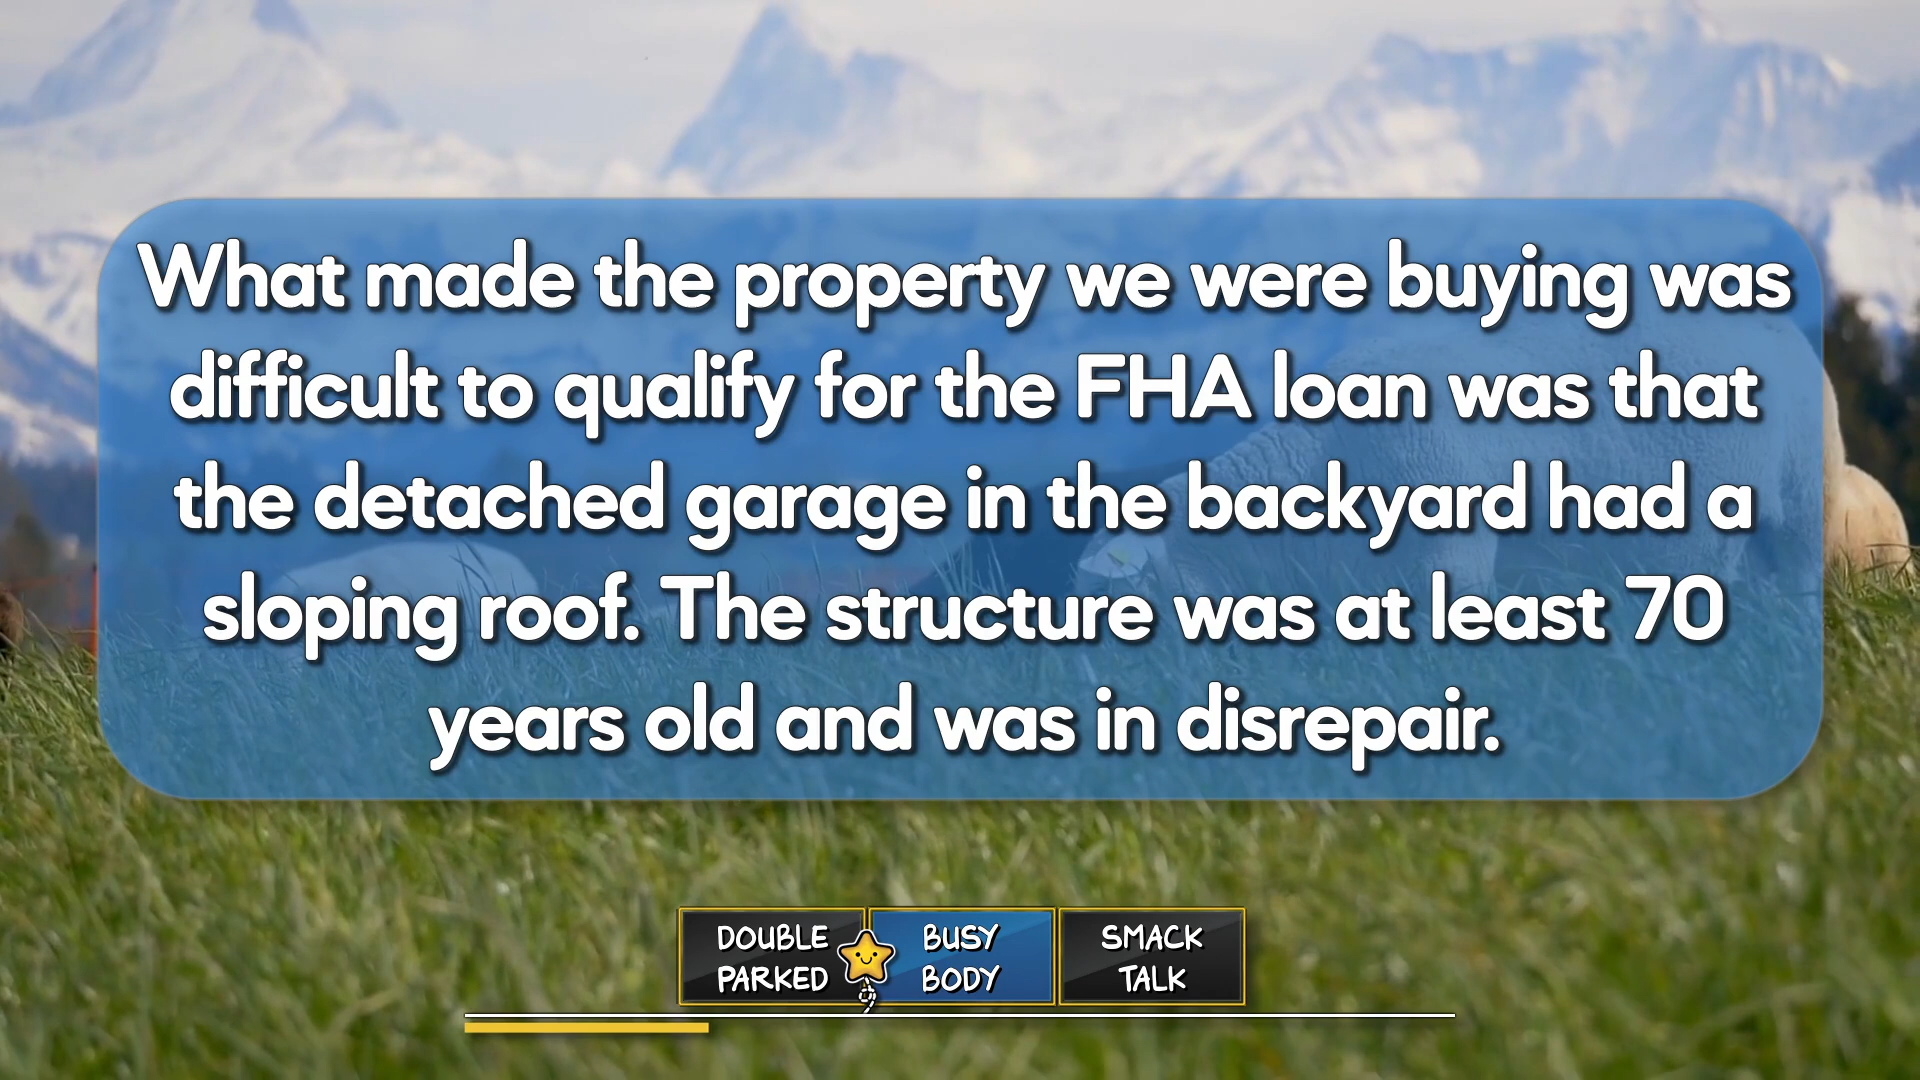 What made the property we were buying was
difficult to qualify for the FHA loan was that
the detached garage in the backyard had a
sloping roof. The structure was at least 70
years old and was in disrepair.
DOUBLE
PARKED
BUSY
BODY
SMACK
TALK